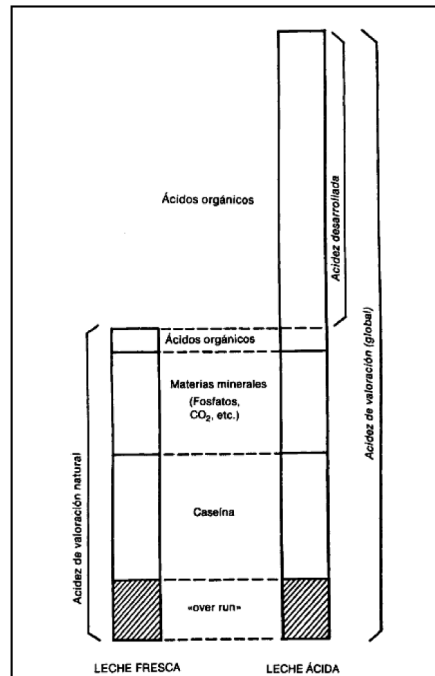 Ácidos orgánicos
Acidez desarrollada
Acidez de valoración (global)
Ácidos orgánicos
Materias minerales
(Fosfatos,
CO₂, etc.)
Acidez de valoración natural
Caseína
«over run»
LECHE FRESCA
LECHE ÁCIDA